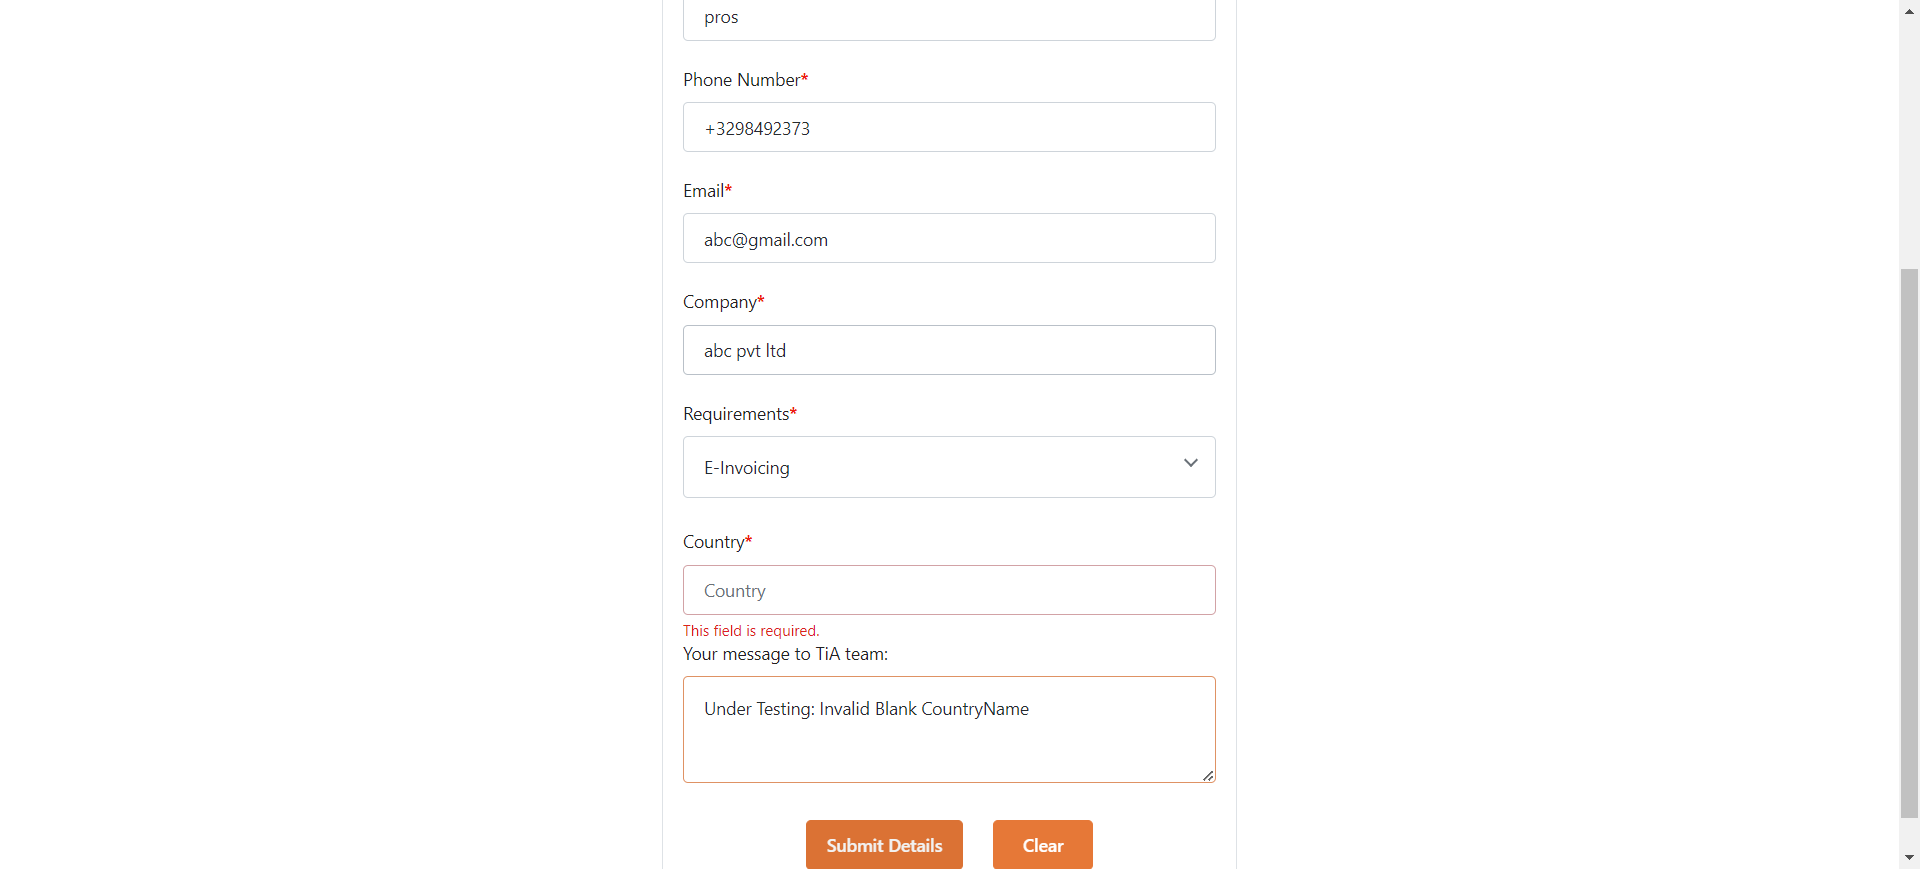 pros
Phone Number*
+3298492373
Email*
abc@gmail.com
Company*
abc pvt ltd
Requirements*
E-Invoicing
Country*
Country
This field is required.
Your message to TiA team:
Under Testing: Invalid Blank CountryName
Submit Details
Clear